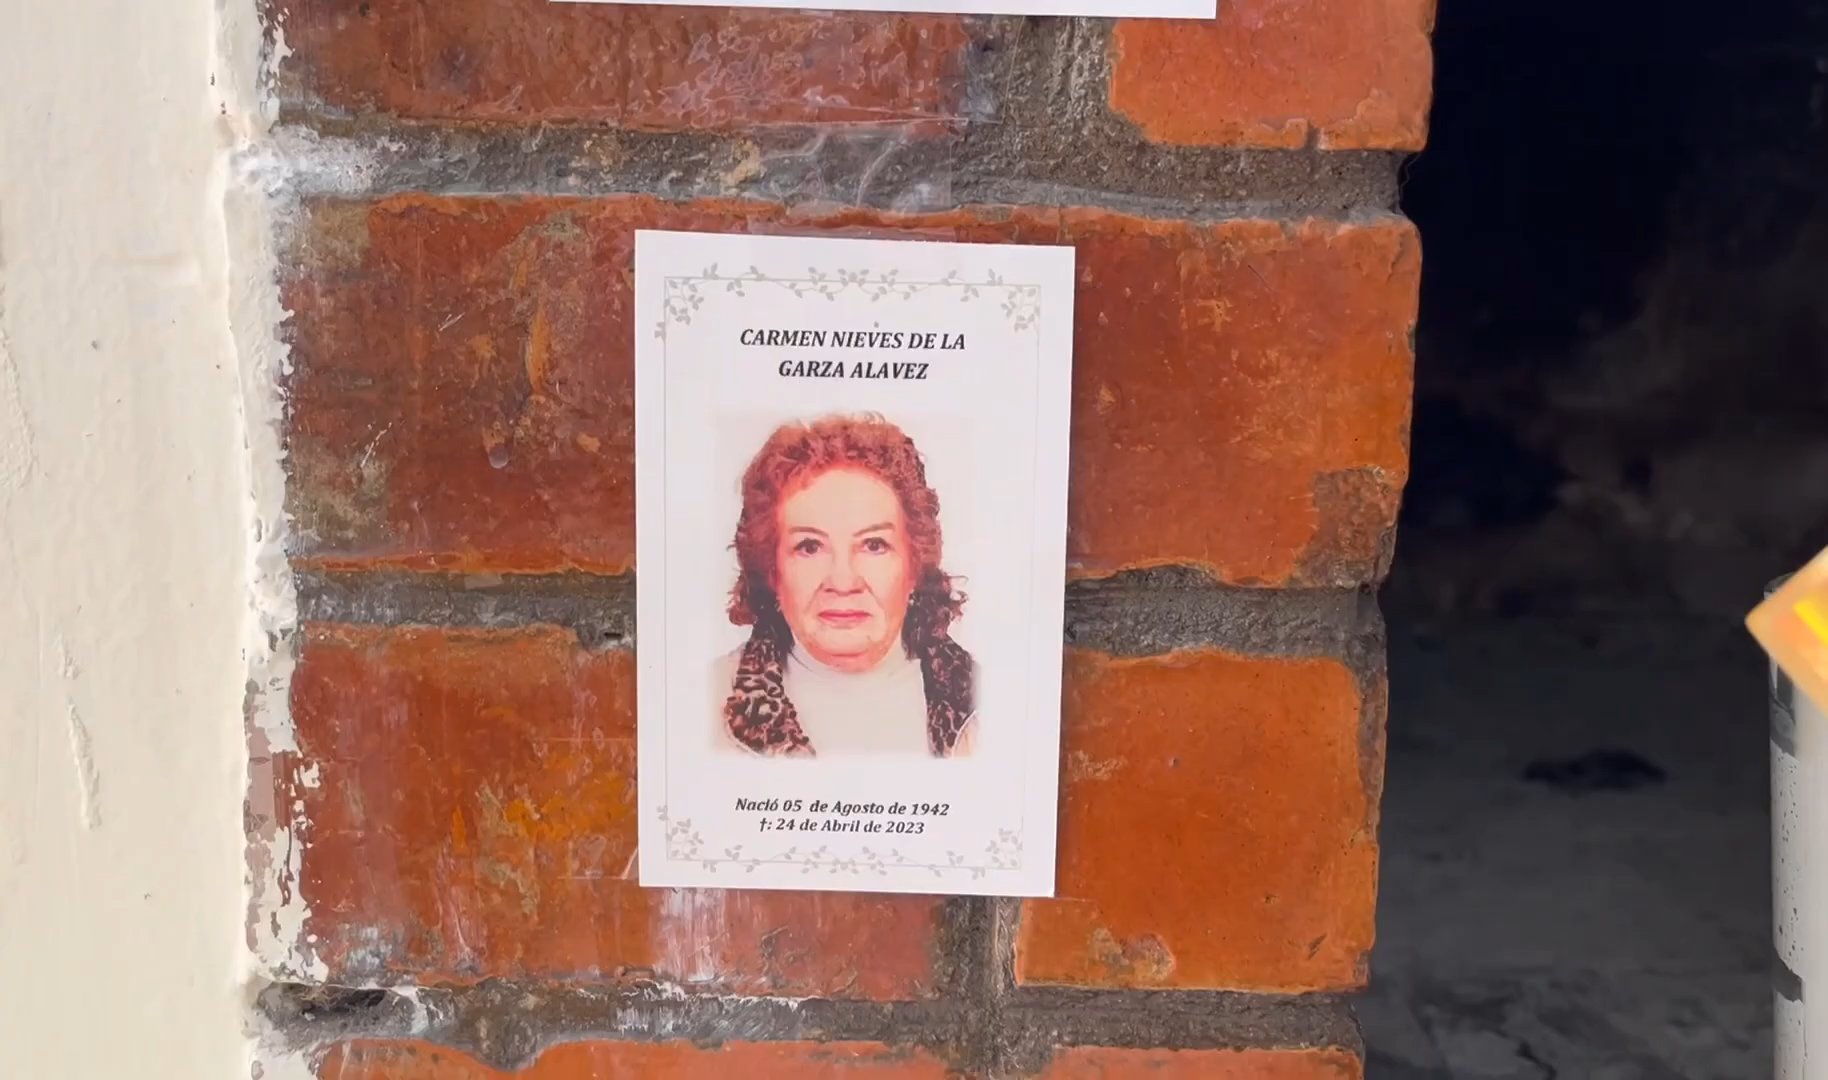 CARMEN NIEVES DE LA
GARZA ALAVEZ
Nació 05 de Agosto de 1942
†: 24 de Abril de 2023